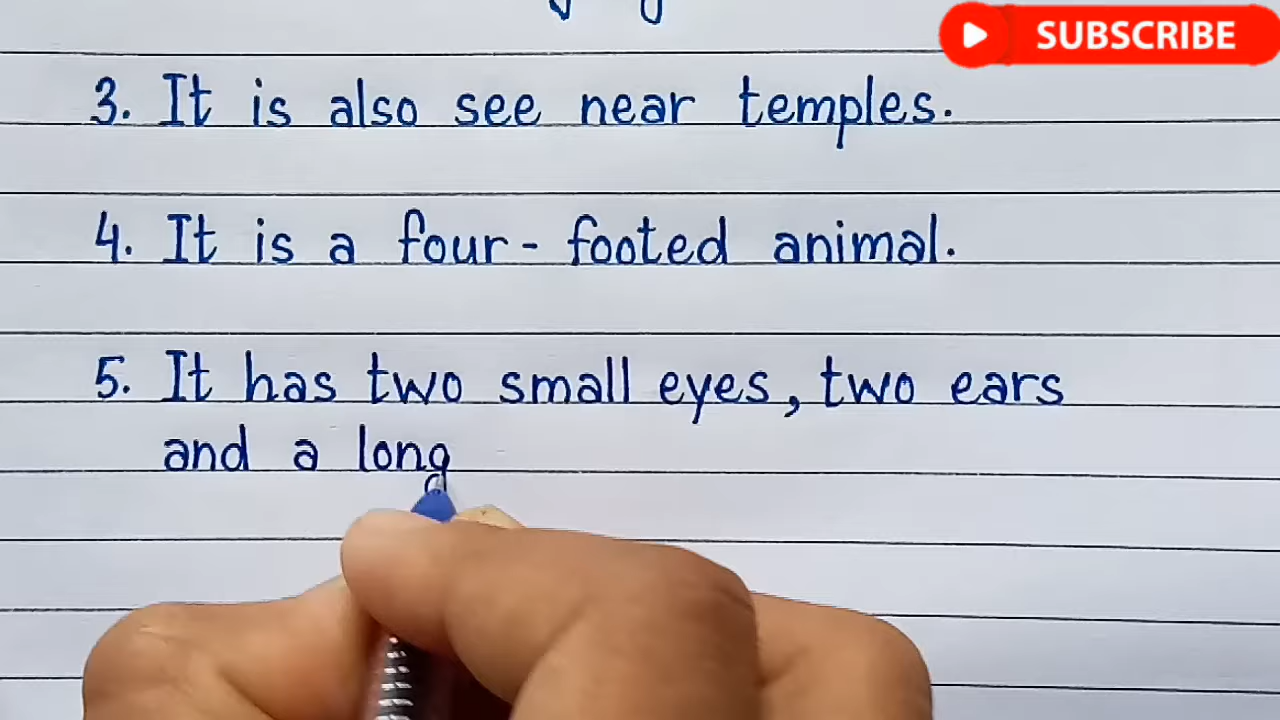 SUBSCRIBE
3. It is also see near temples.
4. It is a four-footed animal.
5. It has two small eyes, two ears
and a long